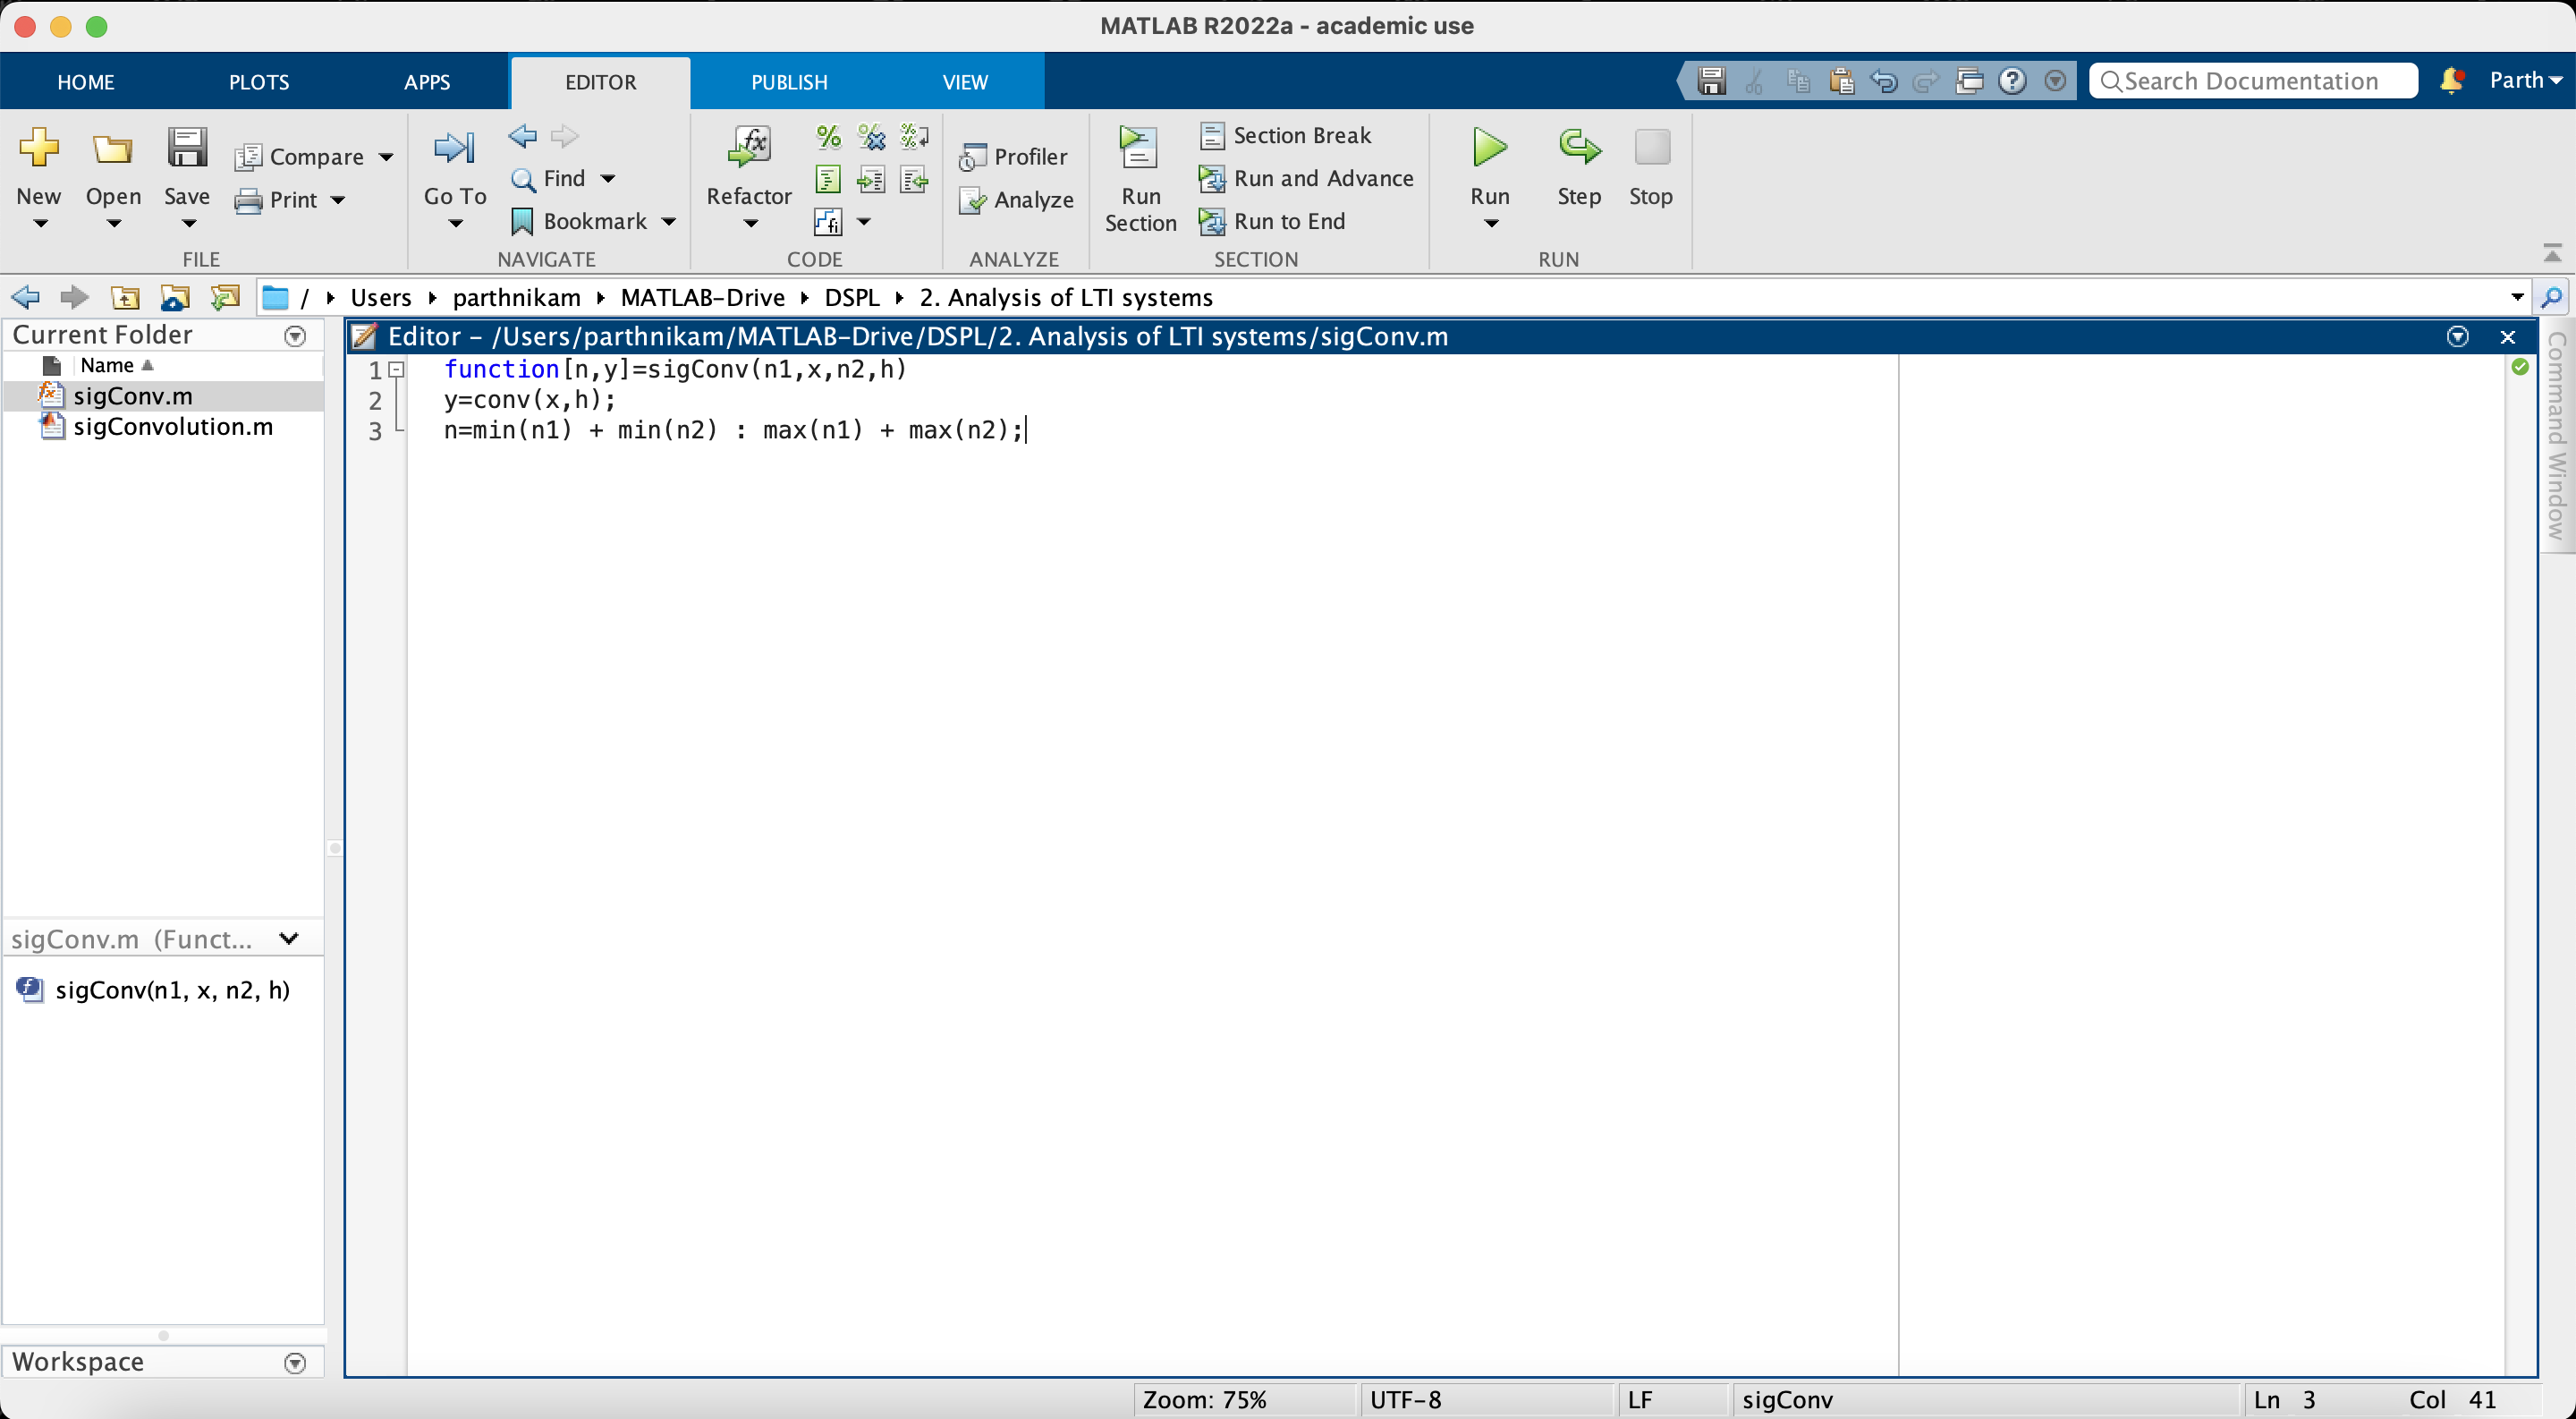 MATLAB R2022a - academic use
HOME PLOTS APPS EDITOR PUBLISH VIEW Search Documentation Parth
New Open Save Compare Print
FILE
Go To Find Bookmark
NAVIGATE
Refactor
CODE
Profiler
Analyze
ANALYZE
Run Section
Section Break
Run and Advance
Run to End
SECTION
Run Step Stop
RUN
/ Users parthnikam MATLAB-Drive DSPL 2. Analysis of LTI systems
Current Folder
Name
sigConv.m
sigConvolution.m
sigConv.m (Funct...
sigConv(n1, x, n2, h)
Workspace
Editor - /Users/parthnikam/MATLAB-Drive/DSPL/2. Analysis of LTI systems/sigConv.m
1 function[n,y]=sigConv(n1,x,n2,h)
2 y=conv(x,h);
3 n=min(n1) + min(n2) : max(n1) + max(n2);
Command Window
Zoom: 75% UTF-8 LF sigConv Ln 3 Col 41